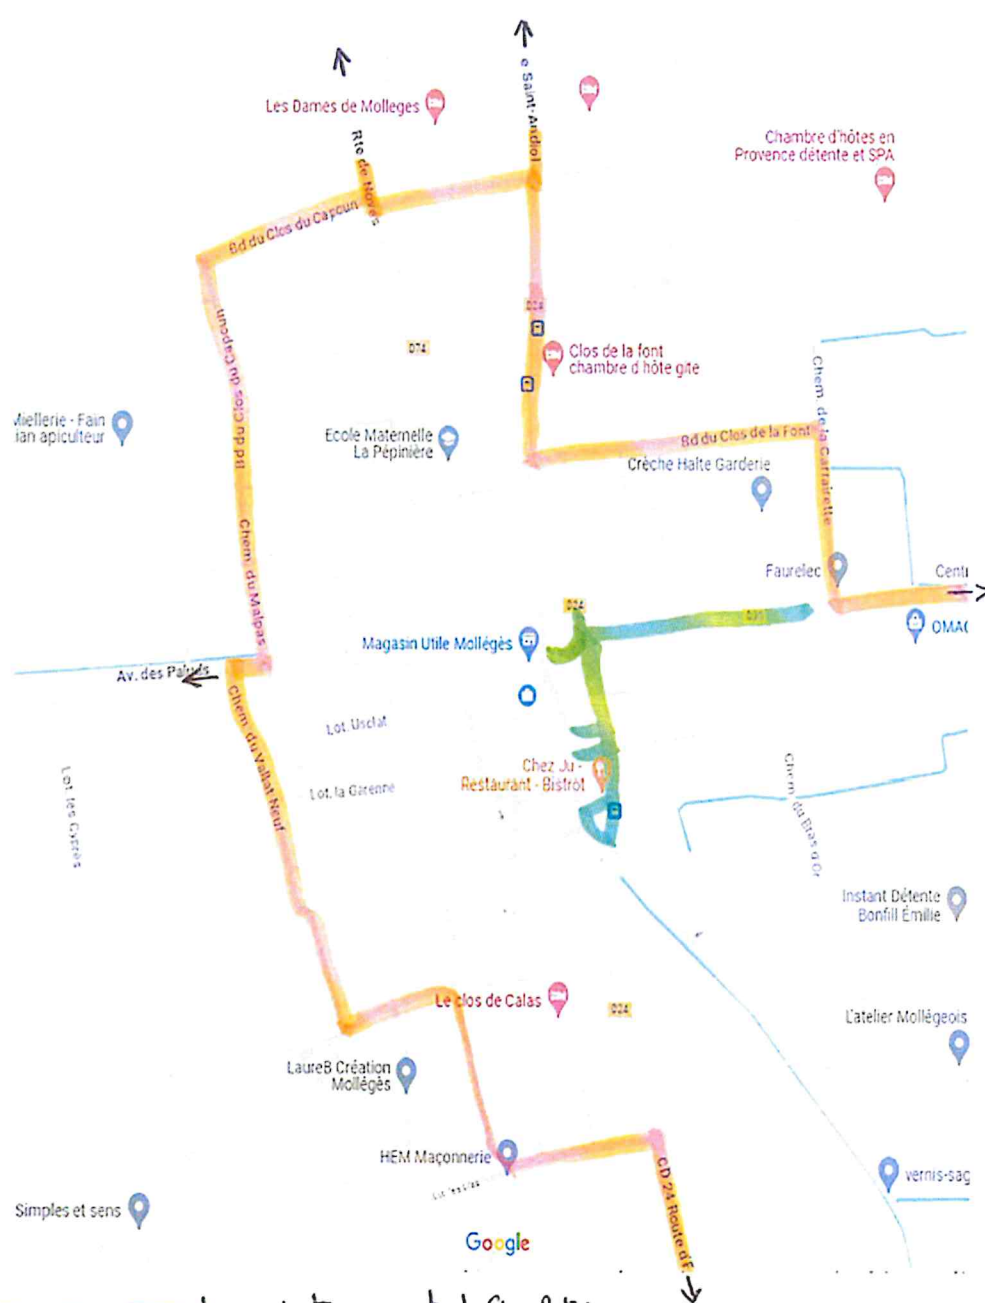 e Saint-Andiol
Les Dames de Molleges
Chambre d'hôtes en
Provence détente et SPA
Rte de Noves
Bd du Clos du Capoun
D24
Bd du Clos du Capoun
D74
Clos de la font
chambre d'hôte gite
Chem. de la Carrairette
Miellerie - Fain
ian apiculteur
Ecole Maternelle
La Pépinière
Bd du Clos de la Font
Crèche Halte Garderie
Chem. du Malpas
Faurelec
Centr
D24
D31
OMAC
Magasin Utile Mollégès
Av. des Paluds
Chem. du Vallat Neuf
Lot. Usclat
Lot. les Cyprès
Chez Ju -
Restaurant - Bistrot
Lot. la Garenne
Chem. du Bras d'Or
Instant Détente
Bonfill Émilie
Le clos de Calas
D24
L'atelier Mollégeois
LaureB Création
Mollégès
HEM Maçonnerie
CD 24 Route d'E
vernis-sag
Simples et sens
Google